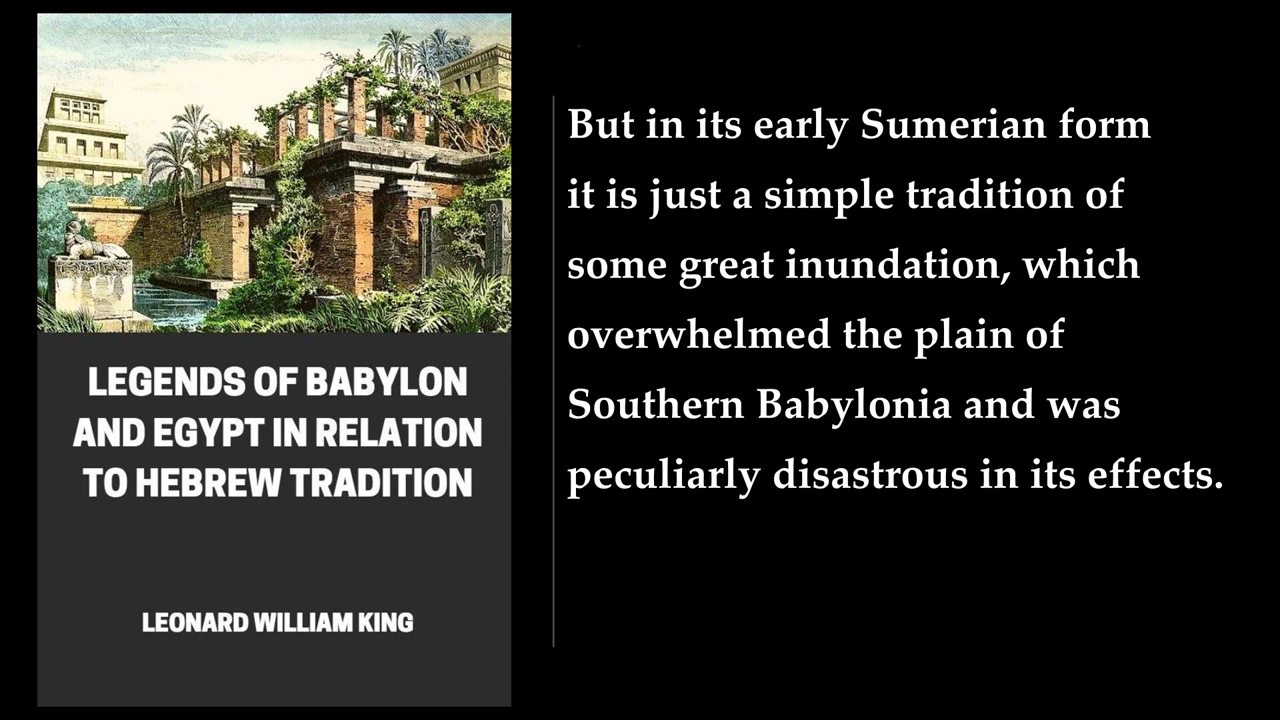 LEGENDS OF BABYLON
AND EGYPT IN RELATION
TO HEBREW TRADITION
LEONARD WILLIAM KING
But in its early Sumerian form
it is just a simple tradition of
some great inundation, which
overwhelmed the plain of
Southern Babylonia and was
peculiarly disastrous in its effects.